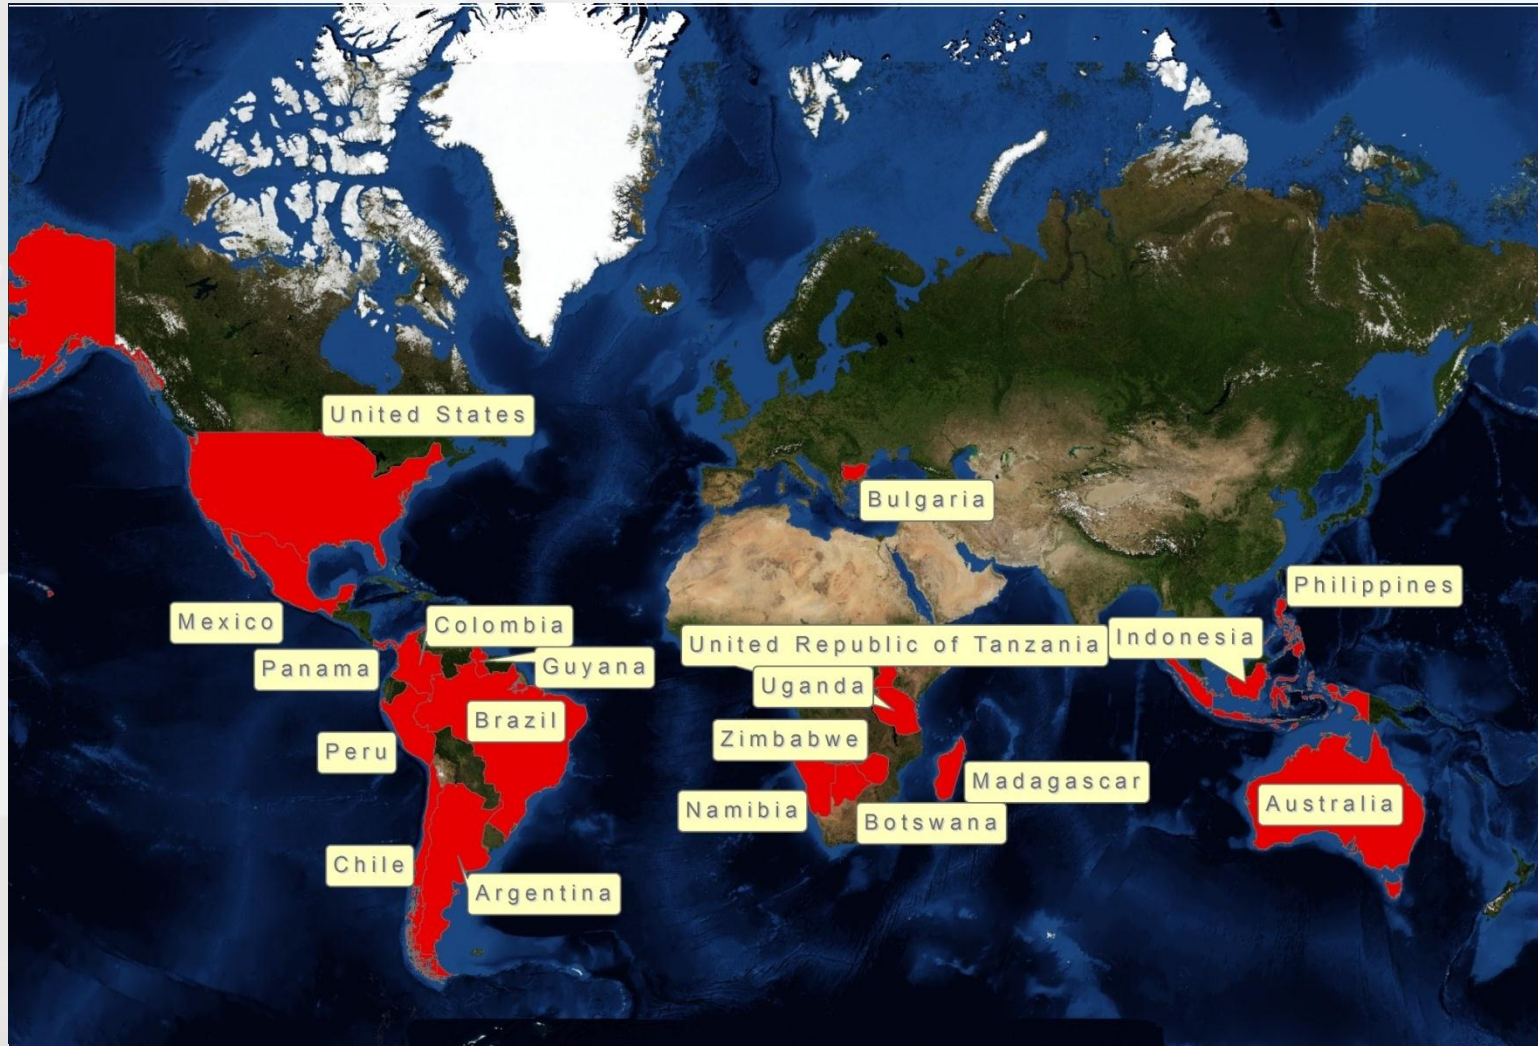 United States
Bulgaria
Philippines
Mexico
Colombia
United Republic of Tanzania
Indonesia
Panama
Guyana
Uganda
Brazil
Zimbabwe
Peru
Madagascar
Namibia
Botswana
Australia
Chile
Argentina